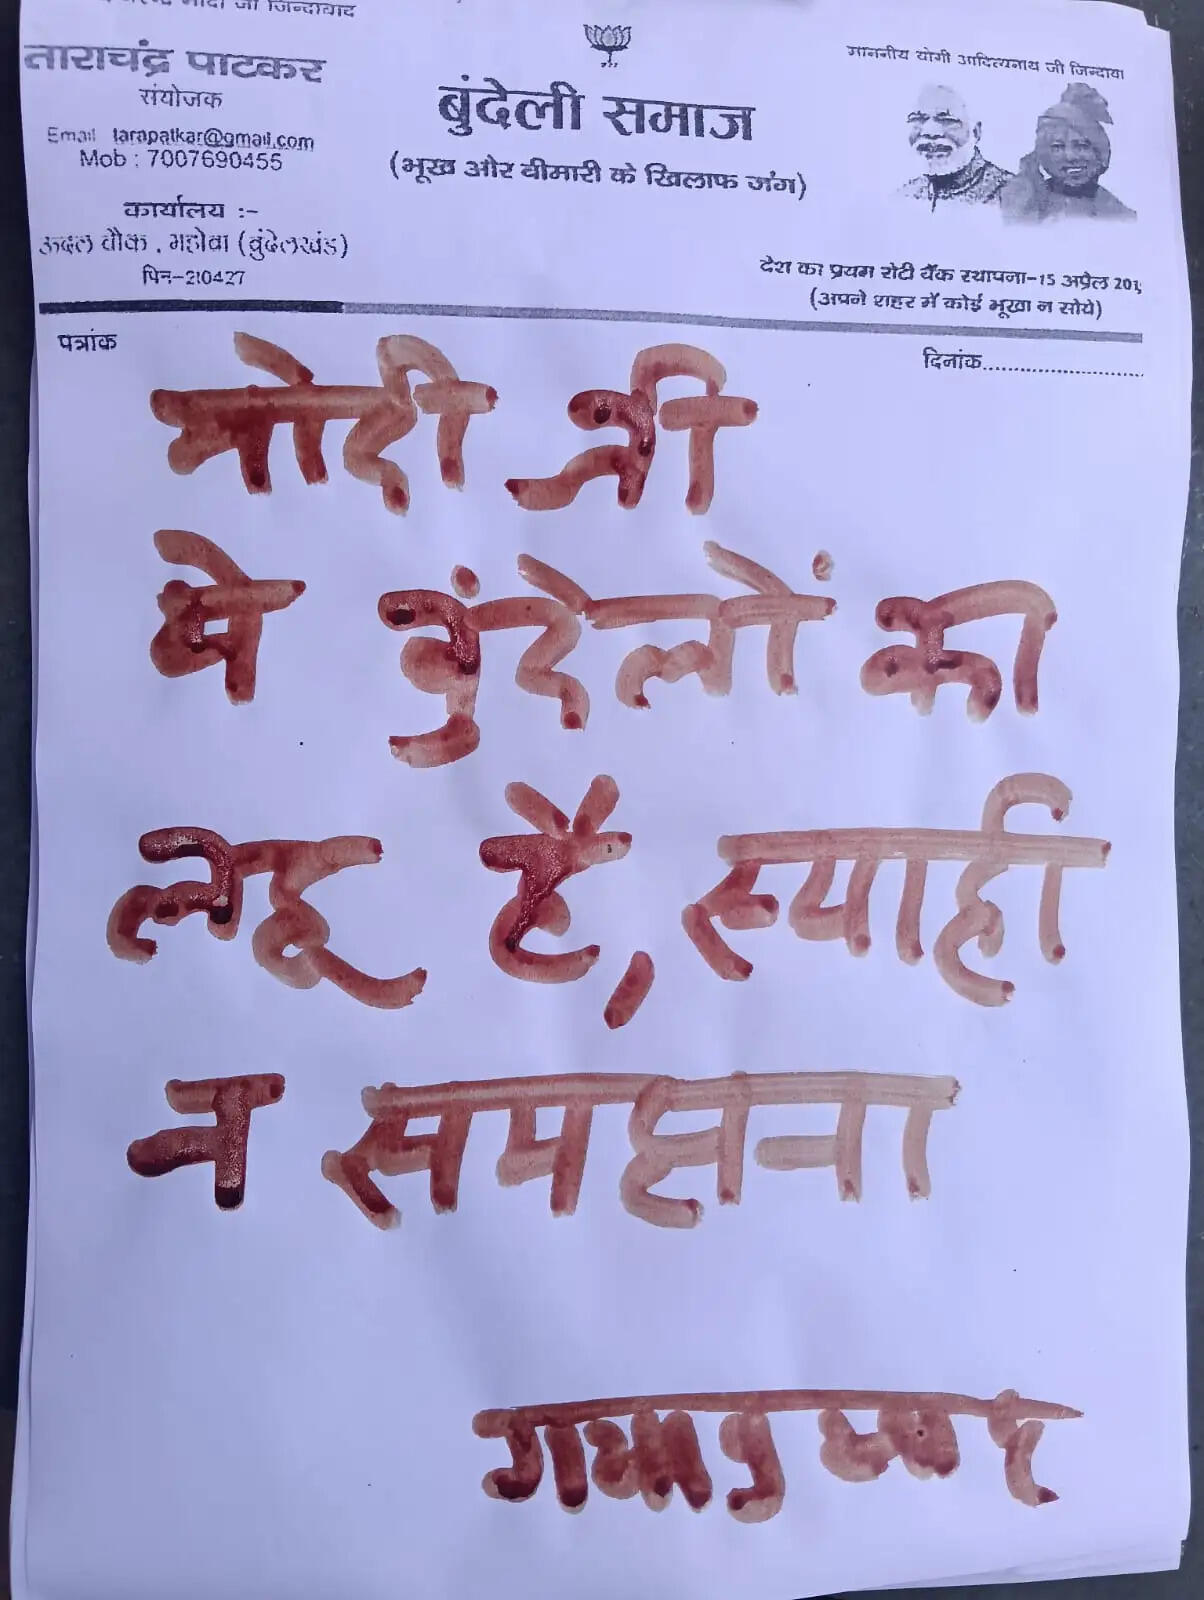 जी जिन्दाबाद
ताराचंद्र पाटकर
संयोजक
Email tarapatkar@gmail.com
Mob : 7007690455
कार्यालय :-
ऊदल चौक , महोबा (बुंदेलखंड)
पिन-210427
बुंदेली समाज
(भूख और बीमारी के खिलाफ जंग)
माननीय योगी आदित्यनाथ जी जिन्दाबा
देश का प्रथम रोटी बैंक स्थापना-15 अप्रैल 201
(अपने शहर में कोई भूखा न सोये)
पत्रांक
दिनांक..........................
मोदी जी
ये बुंदेलों का
लहू है, स्याही
न समझना